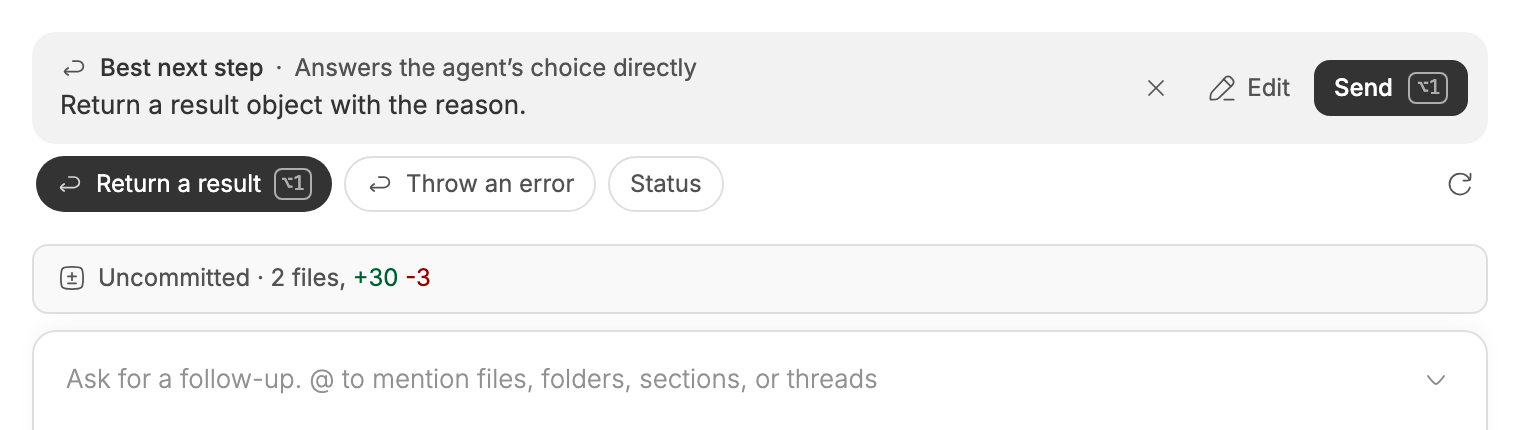 Best next step · Answers the agent’s choice directly
Return a result object with the reason.
Edit
Send ⌥1
Return a result ⌥1
Throw an error
Status
Uncommitted · 2 files, +30 -3
Ask for a follow-up. @ to mention files, folders, sections, or threads